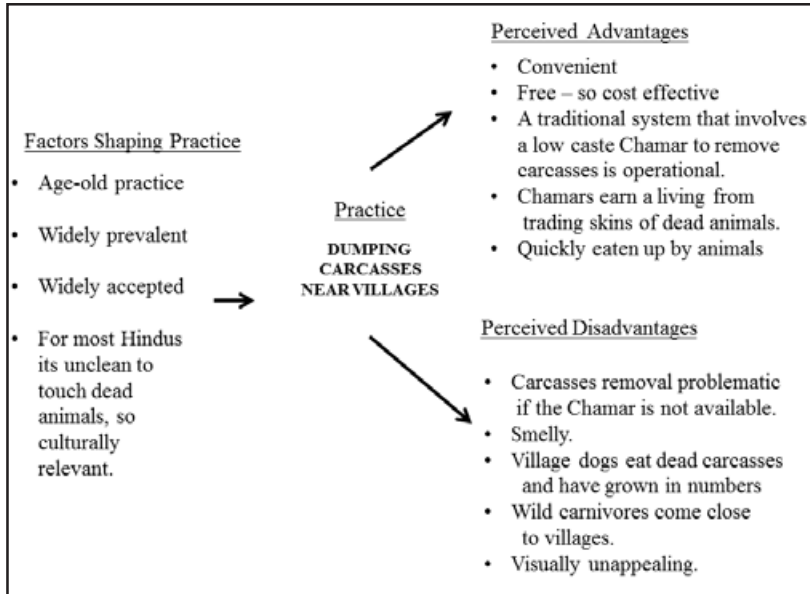 Factors Shaping Practice
• Age-old practice
• Widely prevalent
• Widely accepted
• For most Hindus
its unclean to
touch dead
animals, so
culturally
relevant.
Practice
DUMPING
CARCASSES
NEAR VILLAGES
Perceived Advantages
• Convenient
• Free – so cost effective
• A traditional system that involves
a low caste Chamar to remove
carcasses is operational.
• Chamars earn a living from
trading skins of dead animals.
• Quickly eaten up by animals
Perceived Disadvantages
• Carcasses removal problematic
if the Chamar is not available.
• Smelly.
• Village dogs eat dead carcasses
and have grown in numbers
• Wild carnivores come close
to villages.
• Visually unappealing.